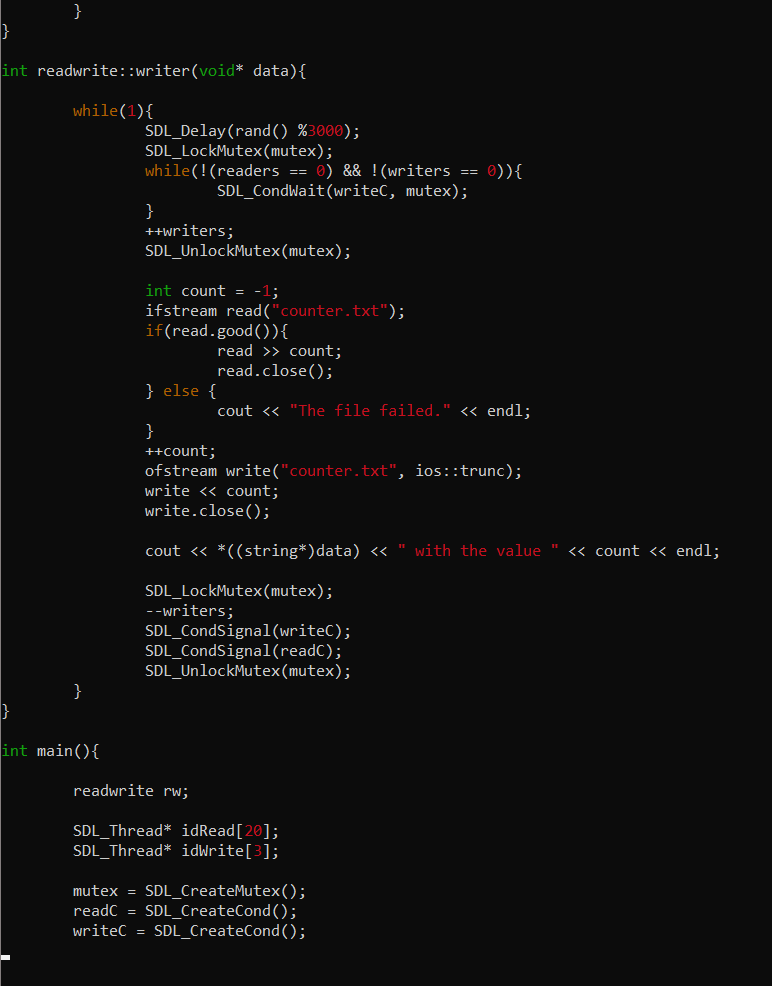 }
}

int readwrite::writer(void* data){

        while(1){
                SDL_Delay(rand() %3000);
                SDL_LockMutex(mutex);
                while(!(readers == 0) && !(writers == 0)){
                        SDL_CondWait(writeC, mutex);
                }
                ++writers;
                SDL_UnlockMutex(mutex);

                int count = -1;
                ifstream read("counter.txt");
                if(read.good()){
                        read >> count;
                        read.close();
                } else {
                        cout << "The file failed." << endl;
                }
                ++count;
                ofstream write("counter.txt", ios::trunc);
                write << count;
                write.close();

                cout << *((string*)data) << " with the value " << count << endl;

                SDL_LockMutex(mutex);
                --writers;
                SDL_CondSignal(writeC);
                SDL_CondSignal(readC);
                SDL_UnlockMutex(mutex);
        }
}

int main(){

        readwrite rw;

        SDL_Thread* idRead[20];
        SDL_Thread* idWrite[3];

        mutex = SDL_CreateMutex();
        readC = SDL_CreateCond();
        writeC = SDL_CreateCond();